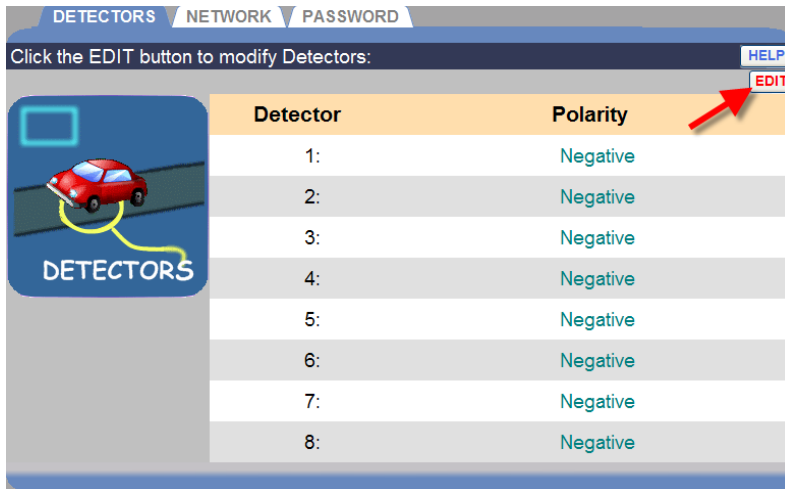 DETECTORS NETWORK PASSWORD
Click the EDIT button to modify Detectors: HELP
EDIT
Detector Polarity
1: Negative
2: Negative
3: Negative
DETECTORS
4: Negative
5: Negative
6: Negative
7: Negative
8: Negative